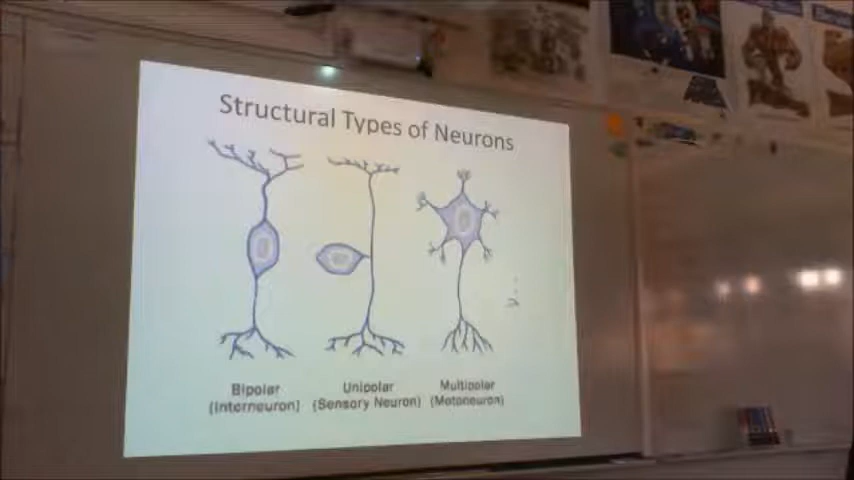 Structural Types of Neurons
Bipolar Unipolar Multipolar
(Interneuron) (Sensory Neuron) (Motoneuron)